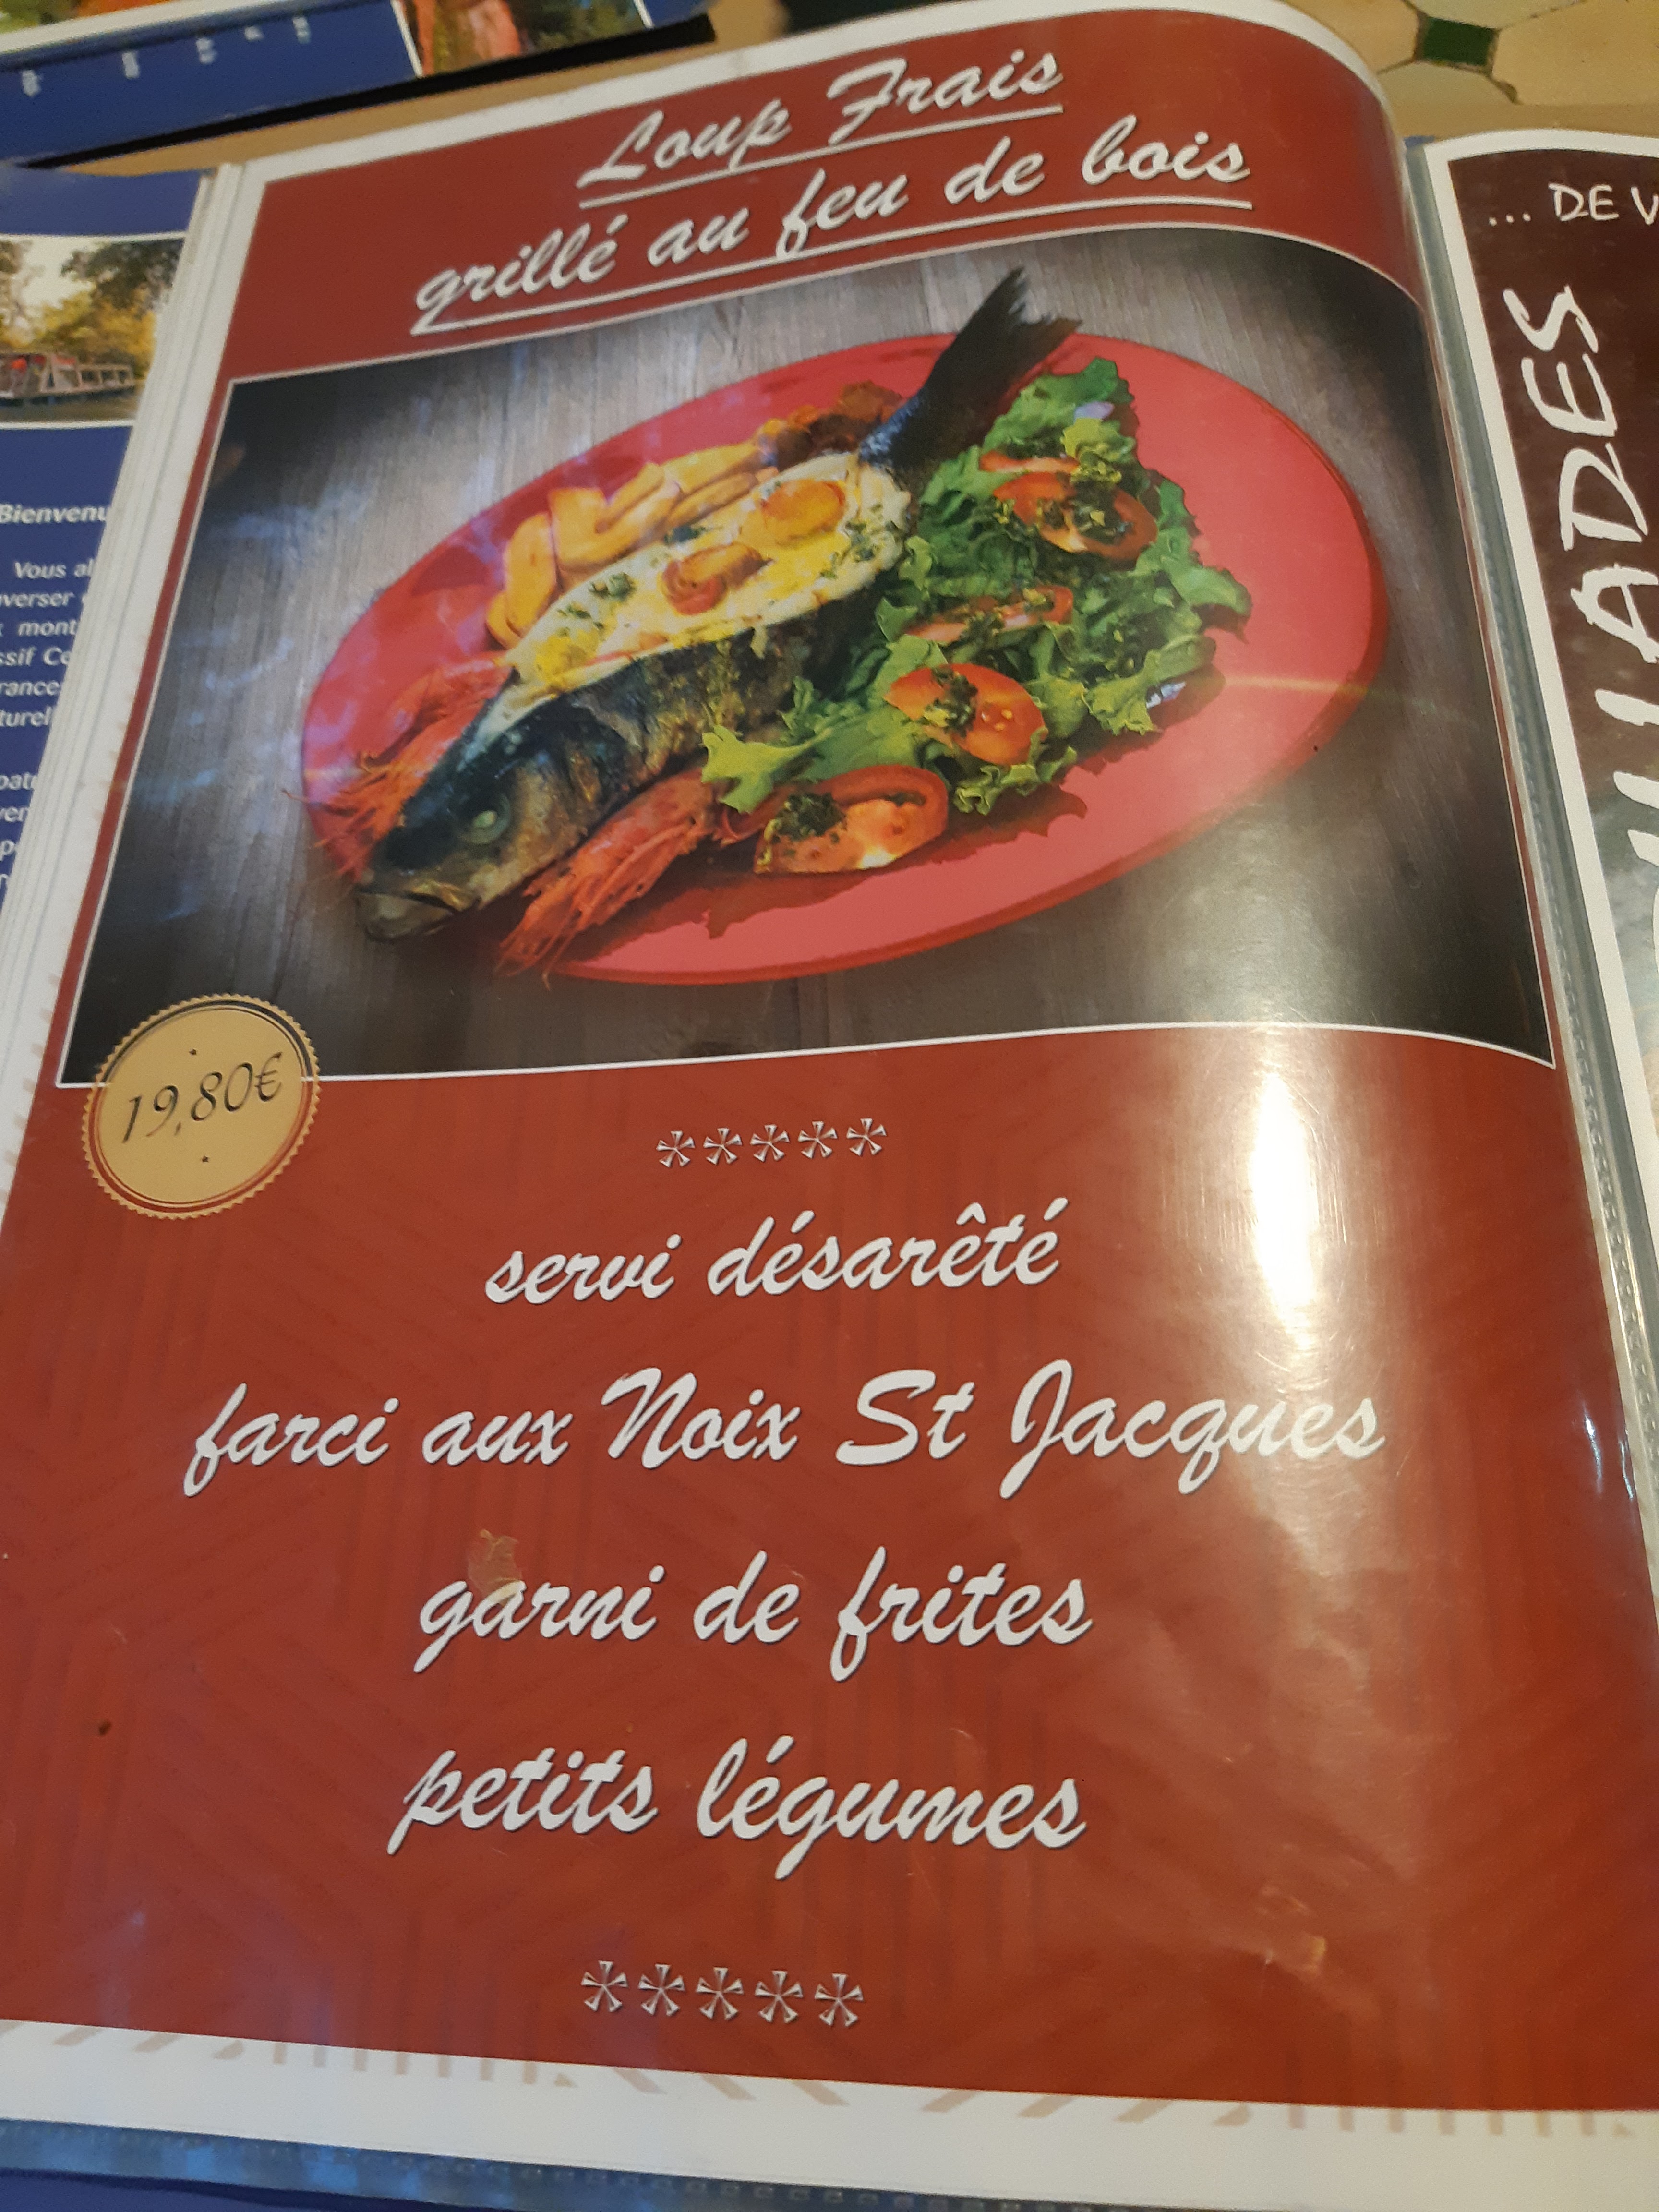 Loup Frais
grillé au feu de bois
19,80€
*****
servi désarêté
farci aux Noix St Jacques
garni de frites
petits légumes
*****
Bienvenu
Vous al
verser
mont
ssif Ce
rance
turel
... DE V